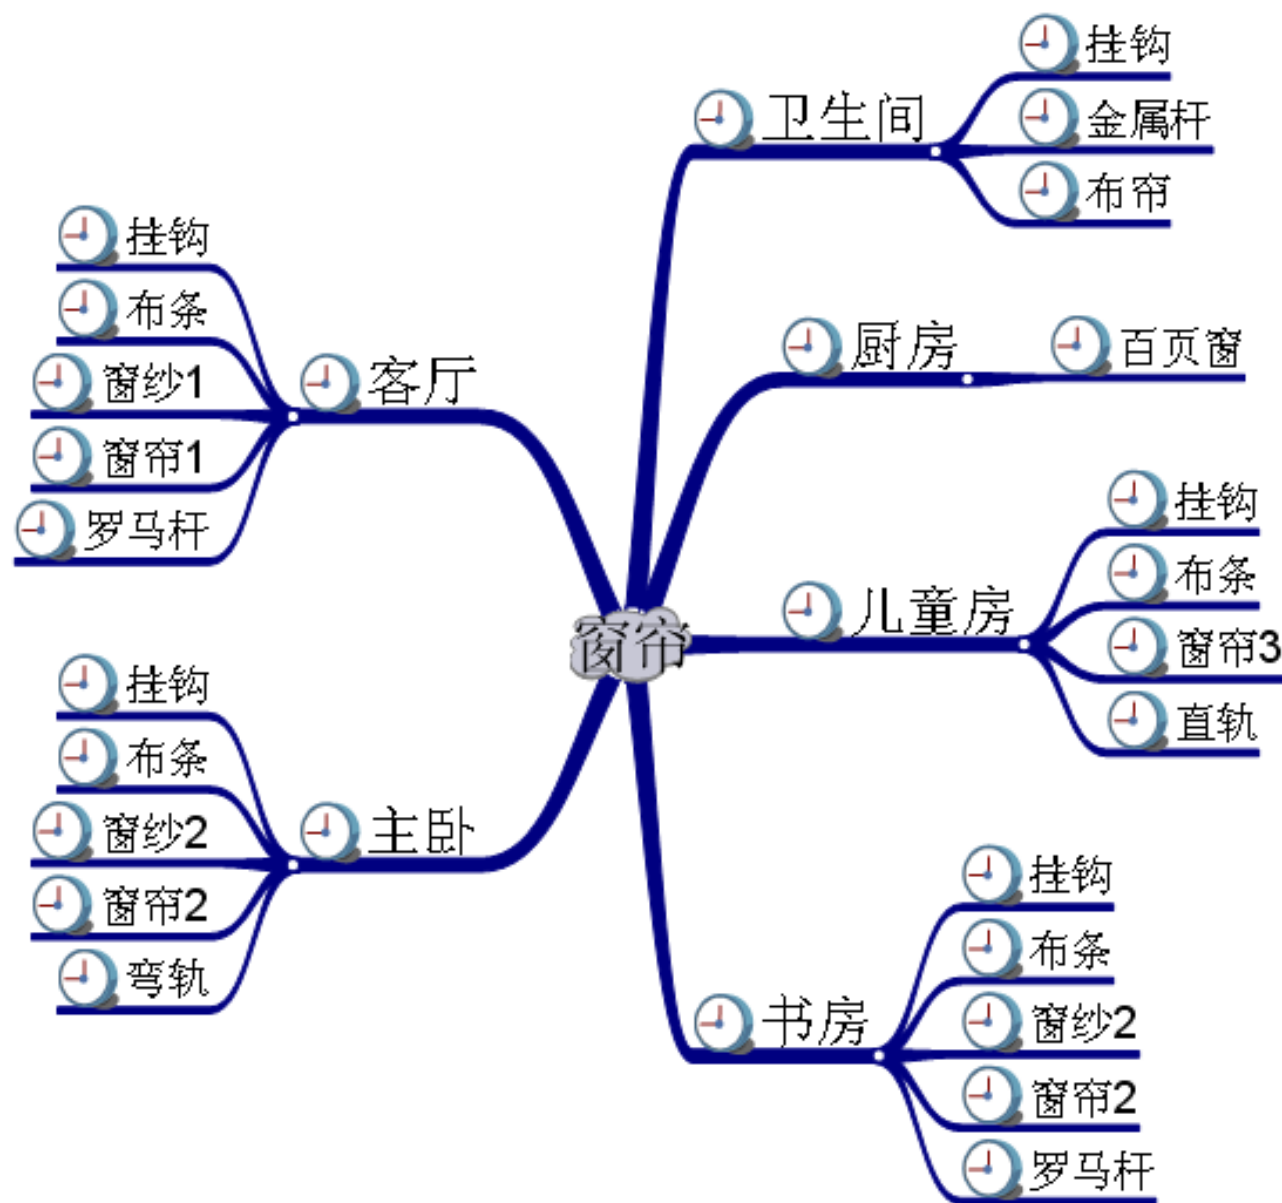 窗帘
卫生间
挂钩
金属杆
布帘
厨房
百页窗
儿童房
挂钩
布条
窗帘3
直轨
书房
挂钩
布条
窗纱2
窗帘2
罗马杆
客厅
挂钩
布条
窗纱1
窗帘1
罗马杆
主卧
挂钩
布条
窗纱2
窗帘2
弯轨